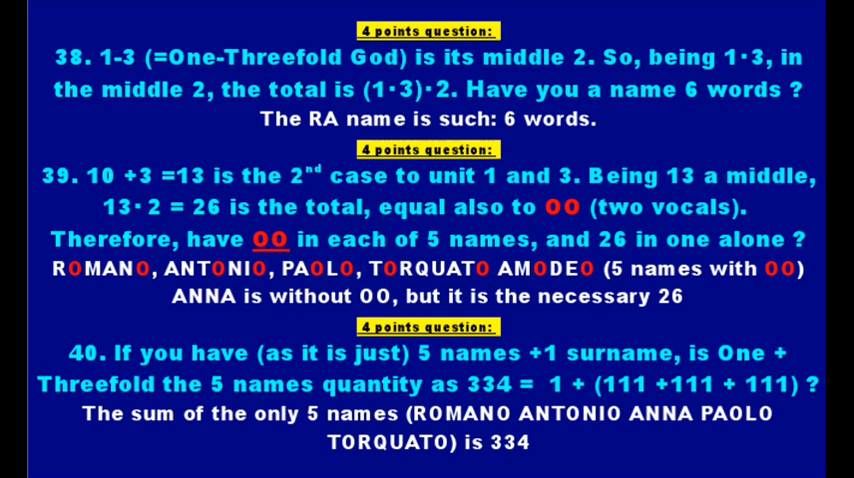 4 points question:
38. 1-3 (=One-Threefold God) is its middle 2. So, being 1·3, in
the middle 2, the total is (1·3)·2. Have you a name 6 words ?
The RA name is such: 6 words.
4 points question:
39. 10 +3 =13 is the 2nd case to unit 1 and 3. Being 13 a middle,
13· 2 = 26 is the total, equal also to OO (two vocals).
Therefore, have OO in each of 5 names, and 26 in one alone ?
ROMANO, ANTONIO, PAOLO, TORQUATO AMODEO (5 names with OO)
ANNA is without OO, but it is the necessary 26
4 points question:
40. If you have (as it is just) 5 names +1 surname, is One +
Threefold the 5 names quantity as 334 = 1 + (111 +111 + 111) ?
The sum of the only 5 names (ROMANO ANTONIO ANNA PAOLO
TORQUATO) is 334